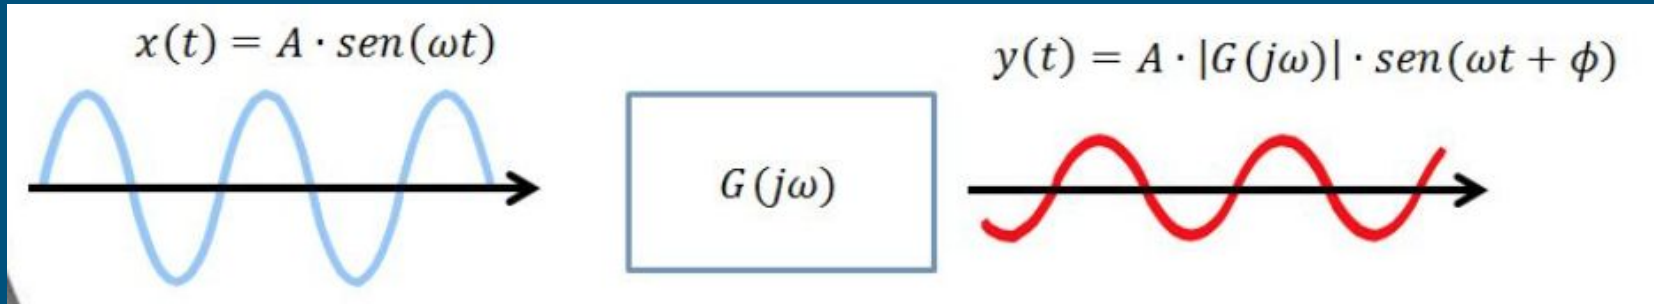 x(t) = A · sen(ωt)
y(t) = A · |G(jω)| · sen(ωt + ϕ)
G(jω)